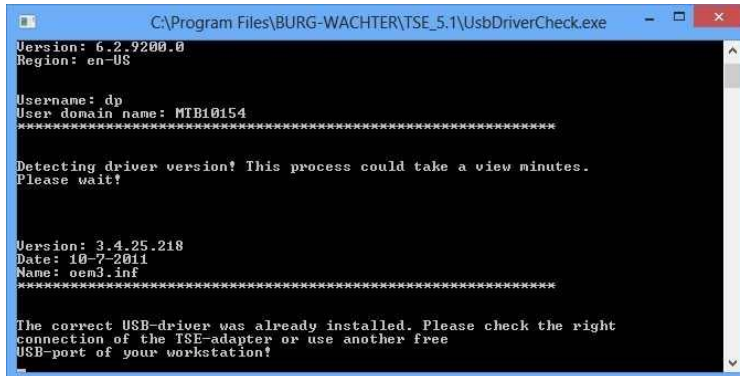 C:\Program Files\BURG-WACHTER\TSE_5.1\UsbDriverCheck.exe
Version: 6.2.9200.0
Region: en-US
Username: dp
User domain name: MTB10154
**************************************************************
Detecting driver version! This process could take a view minutes.
Please wait!
Version: 3.4.25.218
Date: 10-7-2011
Name: oem3.inf
**************************************************************
The correct USB-driver was already installed. Please check the right
connection of the TSE-adapter or use another free
USB-port of your workstation!